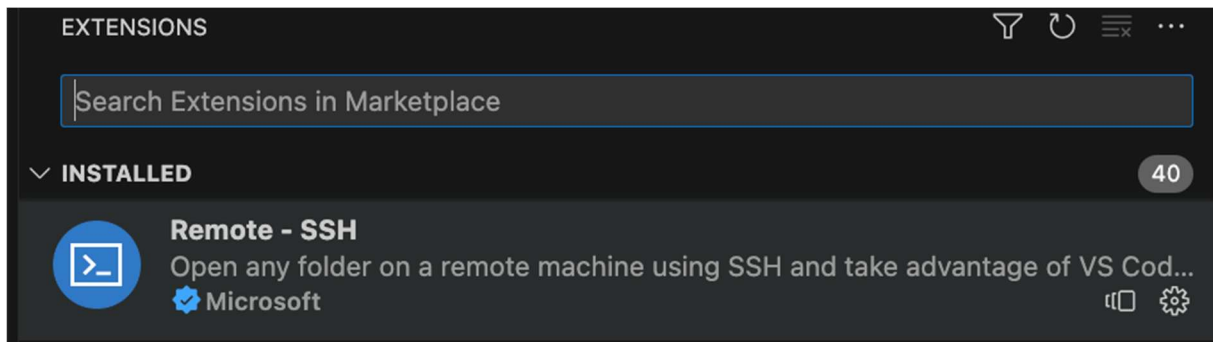 EXTENSIONS
Search Extensions in Marketplace
INSTALLED 40
Remote - SSH
Open any folder on a remote machine using SSH and take advantage of VS Cod...
Microsoft